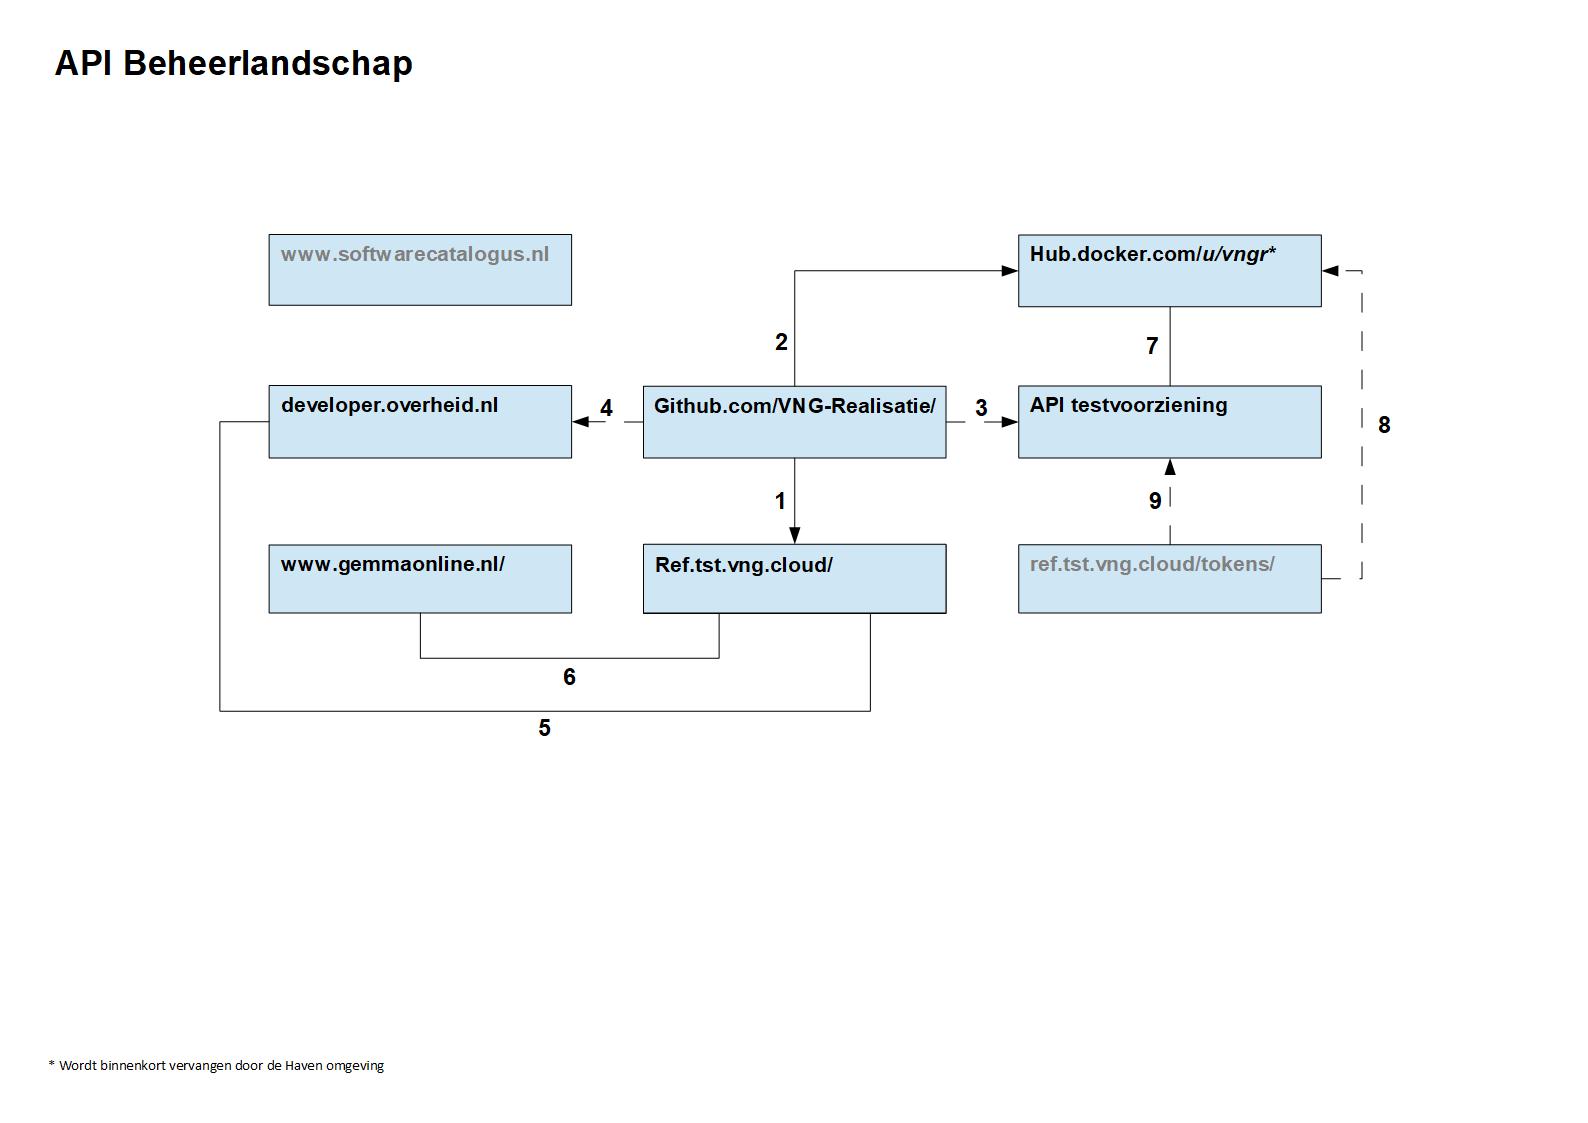 API Beheerlandschap
www.softwarecatalogus.nl
Hub.docker.com/u/vngr*
2
7
developer.overheid.nl
4
Github.com/VNG-Realisatie/
3
API testvoorziening
8
1
9
www.gemmaonline.nl/
Ref.tst.vng.cloud/
ref.tst.vng.cloud/tokens/
6
5
* Wordt binnenkort vervangen door de Haven omgeving